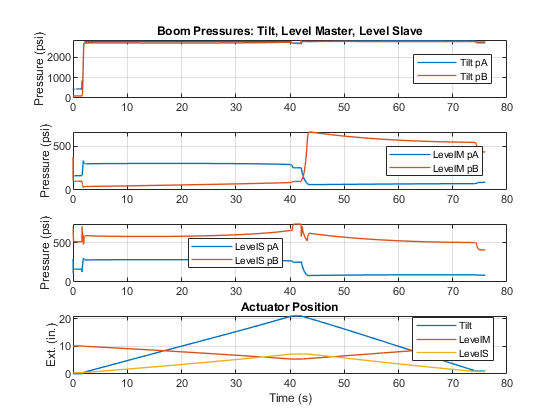 Boom Pressures: Tilt, Level Master, Level Slave
Pressure (psi)
2000
1000
0
Tilt pA
Tilt pB
0 10 20 30 40 50 60 70 80
Pressure (psi)
500
0
LevelM pA
LevelM pB
0 10 20 30 40 50 60 70 80
Pressure (psi)
500
0
LevelS pA
LevelS pB
0 10 20 30 40 50 60 70 80
Actuator Position
Ext. (in.)
20
10
0
Tilt
LevelM
LevelS
0 10 20 30 40 50 60 70 80
Time (s)